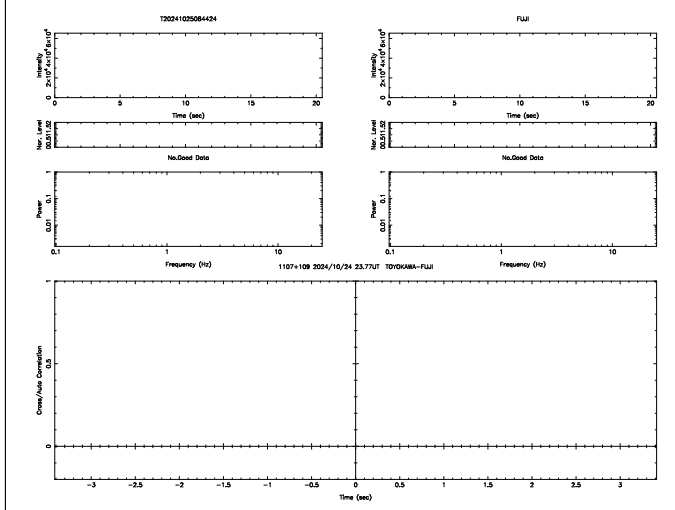 T20241025084424
Intensity
0 2×10⁴ 4×10⁴ 6×10⁴
0 5 10 15 20
Time (sec)
Nor. Level
00.511.52
No.Good Data
Power
0.01 0.1 1
0.1 1 10
Frequency (Hz)
FUJI
Intensity
0 2×10⁴ 4×10⁴ 6×10⁴
0 5 10 15 20
Time (sec)
Nor. Level
00.511.52
No.Good Data
Power
0.01 0.1 1
0.1 1 10
Frequency (Hz)
1107+109 2024/10/24 23.77UT TOYOKAWA-FUJI
Cross/Auto Correlation
0 0.5 1
-3 -2.5 -2 -1.5 -1 -0.5 0 0.5 1 1.5 2 2.5 3
Time (sec)